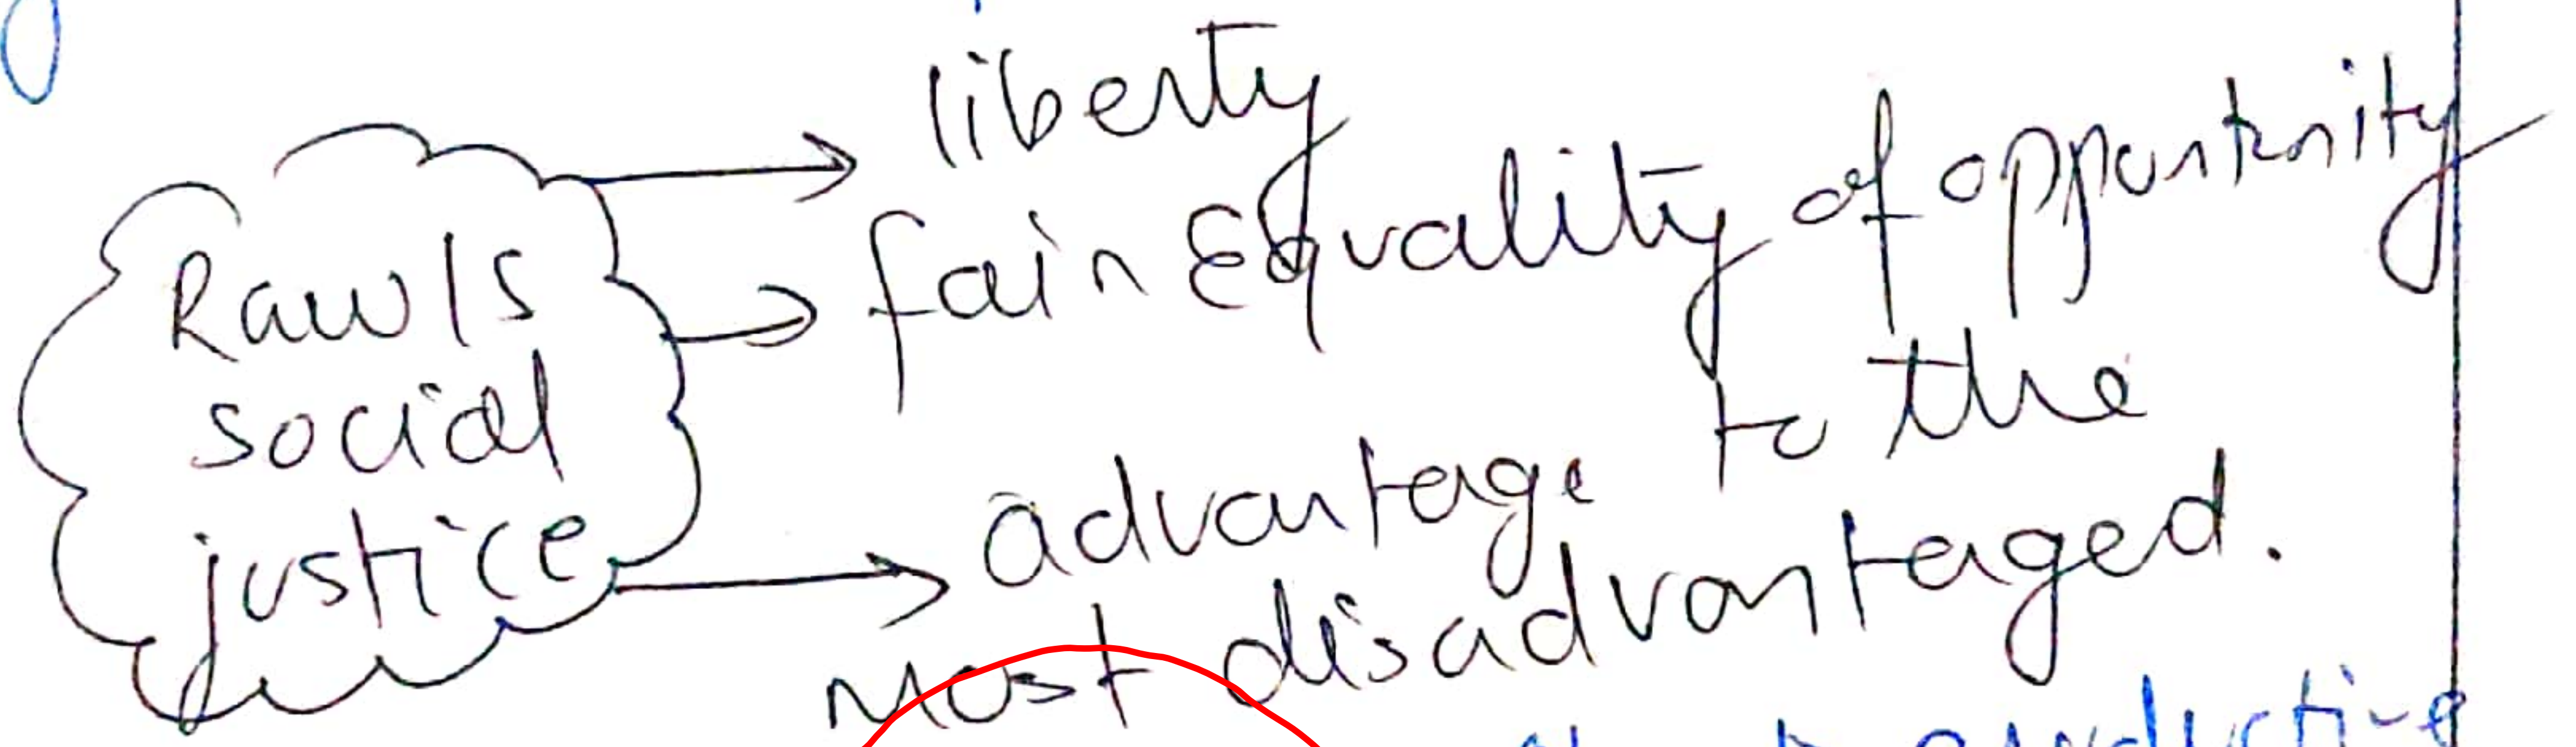 liberty
Rawls
social
justice
fair Equality of opportunity
advantage to the
most disadvantaged.